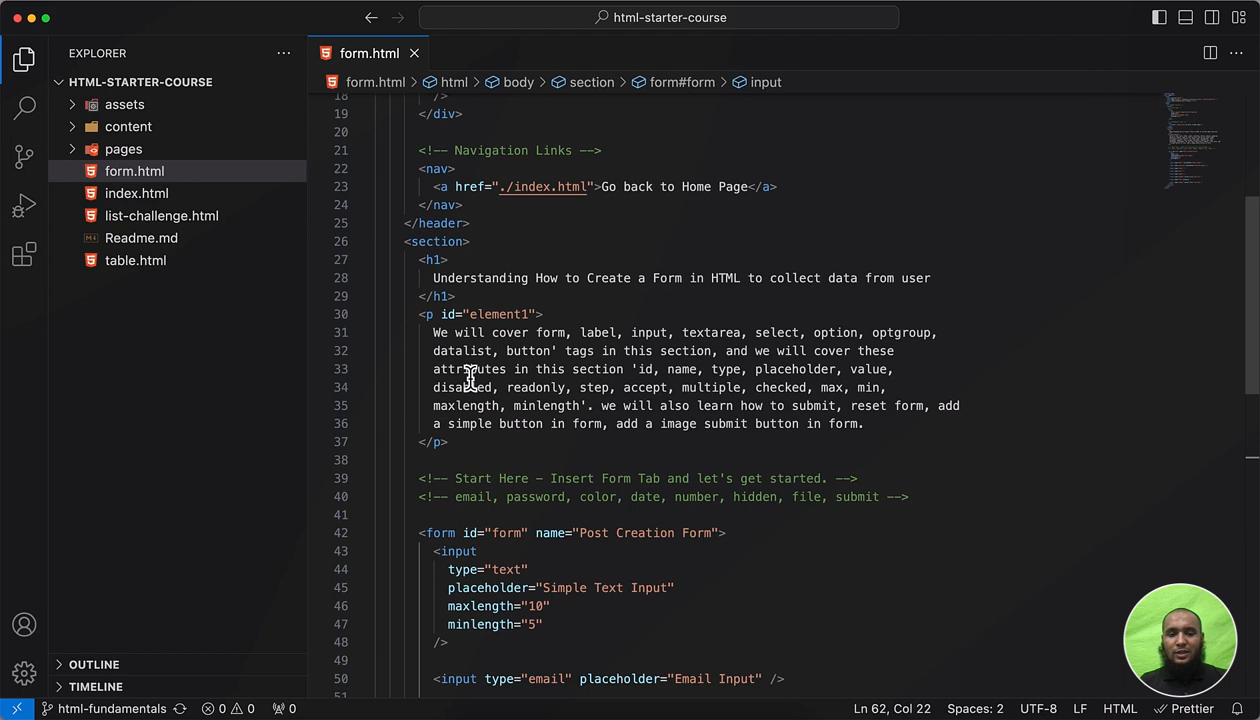 html-starter-course
EXPLORER
form.html
form.html > html > body > section > form#form > input
HTML-STARTER-COURSE
assets
content
pages
form.html
index.html
list-challenge.html
Readme.md
table.html
OUTLINE
TIMELINE
18 />
19 </div>
20
21 <!-- Navigation Links -->
22 <nav>
23 <a href="./index.html">Go back to Home Page</a>
24 </nav>
25 </header>
26 <section>
27 <h1>
28 Understanding How to Create a Form in HTML to collect data from user
29 </h1>
30 <p id="element1">
31 We will cover form, label, input, textarea, select, option, optgroup,
32 datalist, button' tags in this section, and we will cover these
33 attributes in this section 'id, name, type, placeholder, value,
34 disabled, readonly, step, accept, multiple, checked, max, min,
35 maxlength, minlength'. we will also learn how to submit, reset form, add
36 a simple button in form, add a image submit button in form.
37 </p>
38
39 <!-- Start Here – Insert Form Tab and let's get started. -->
40 <!-- email, password, color, date, number, hidden, file, submit -->
41
42 <form id="form" name="Post Creation Form">
43 <input
44 type="text"
45 placeholder="Simple Text Input"
46 maxlength="10"
47 minlength="5"
48 />
49
50 <input type="email" placeholder="Email Input" />
51
html-fundamentals 0 0 0 Ln 62, Col 22 Spaces: 2 UTF-8 LF HTML Prettier